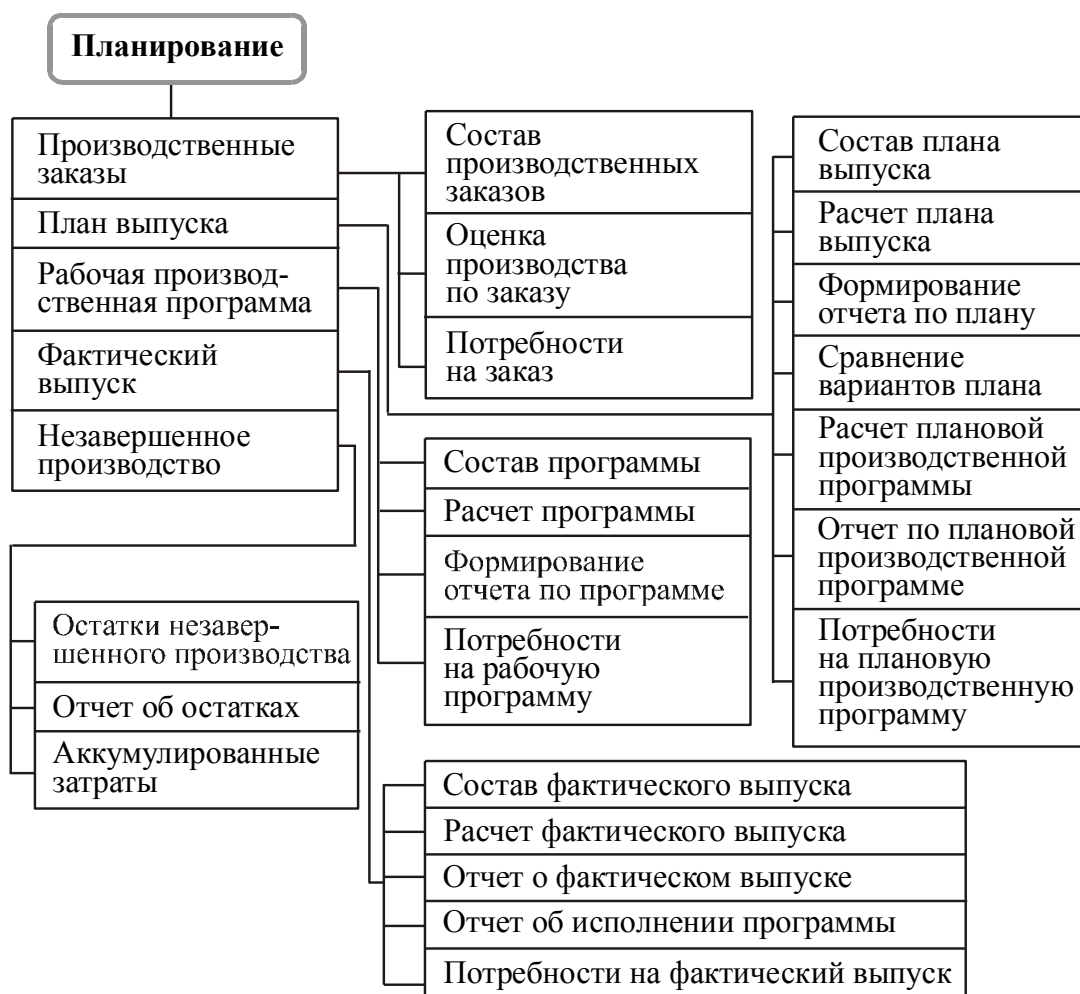 Планирование
Производственные
заказы
План выпуска
Рабочая производ-
ственная программа
Фактический
выпуск
Незавершенное
производство
Состав
производственных
заказов
Оценка
производства
по заказу
Потребности
на заказ
Состав плана
выпуска
Расчет плана
выпуска
Формирование
отчета по плану
Сравнение
вариантов плана
Расчет плановой
производственной
программы
Отчет по плановой
производственной
программе
Потребности
на плановую
производственную
программу
Состав программы
Расчет программы
Формирование
отчета по программе
Потребности
на рабочую
программу
Остатки незавер-
шенного производства
Отчет об остатках
Аккумулированные
затраты
Состав фактического выпуска
Расчет фактического выпуска
Отчет о фактическом выпуске
Отчет об исполнении программы
Потребности на фактический выпуск